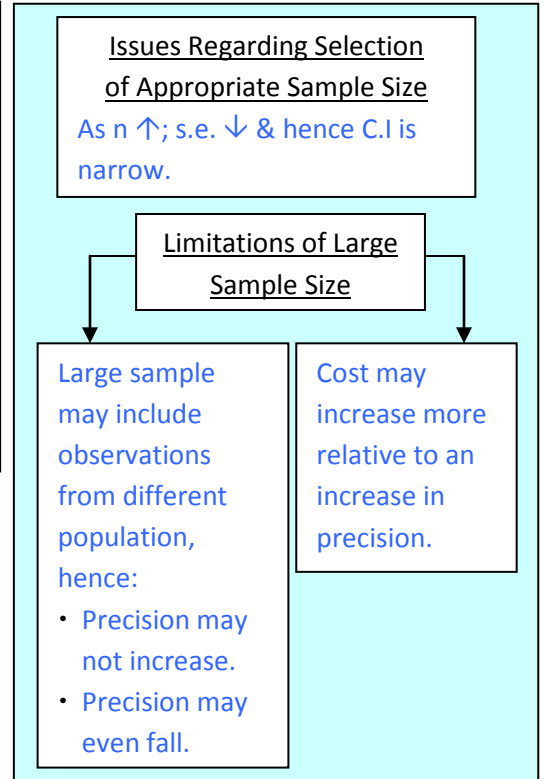 Issues Regarding Selection
of Appropriate Sample Size
As n ↑; s.e. ↓ & hence C.I is
narrow.
Limitations of Large
Sample Size
Large sample
may include
observations
from different
population,
hence:
• Precision may
not increase.
• Precision may
even fall.
Cost may
increase more
relative to an
increase in
precision.